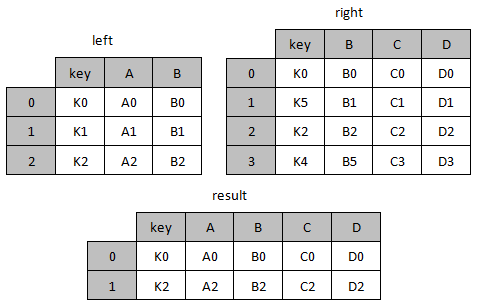 left
key A B
0 K0 A0 B0
1 K1 A1 B1
2 K2 A2 B2
right
key B C D
0 K0 B0 C0 D0
1 K5 B1 C1 D1
2 K2 B2 C2 D2
3 K4 B5 C3 D3
result
key A B C D
0 K0 A0 B0 C0 D0
1 K2 A2 B2 C2 D2